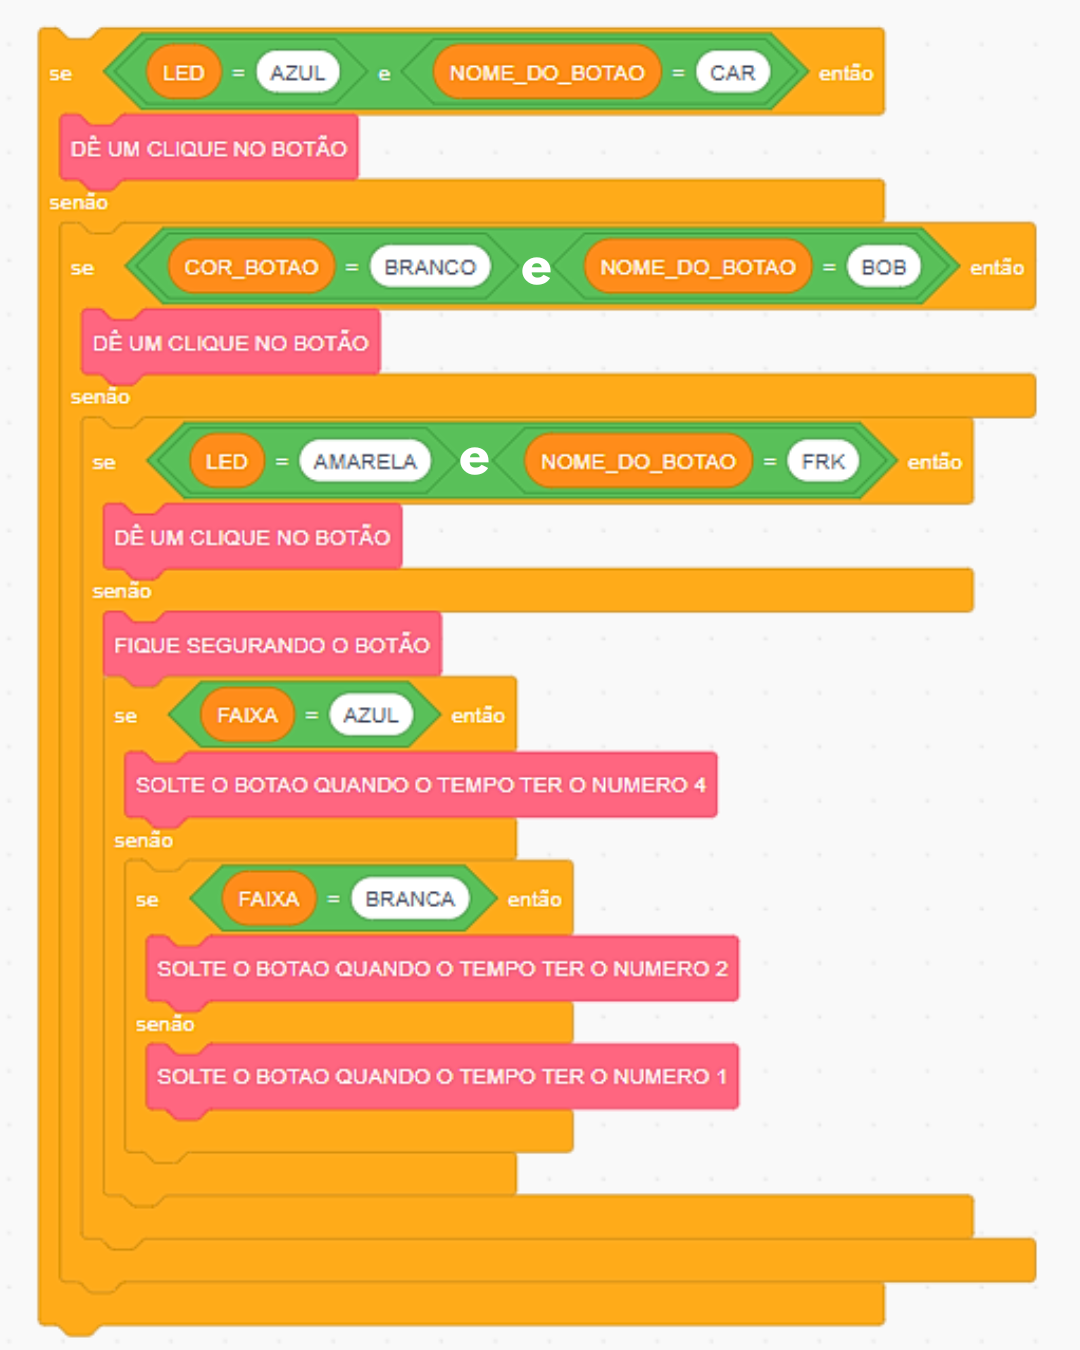 se LED = AZUL e NOME_DO_BOTAO = CAR então
DÊ UM CLIQUE NO BOTÃO
senão
se COR_BOTAO = BRANCO e NOME_DO_BOTAO = BOB então
DÊ UM CLIQUE NO BOTÃO
senão
se LED = AMARELA e NOME_DO_BOTAO = FRK então
DÊ UM CLIQUE NO BOTÃO
senão
FIQUE SEGURANDO O BOTÃO
se FAIXA = AZUL então
SOLTE O BOTAO QUANDO O TEMPO TER O NUMERO 4
senão
se FAIXA = BRANCA então
SOLTE O BOTAO QUANDO O TEMPO TER O NUMERO 2
senão
SOLTE O BOTAO QUANDO O TEMPO TER O NUMERO 1